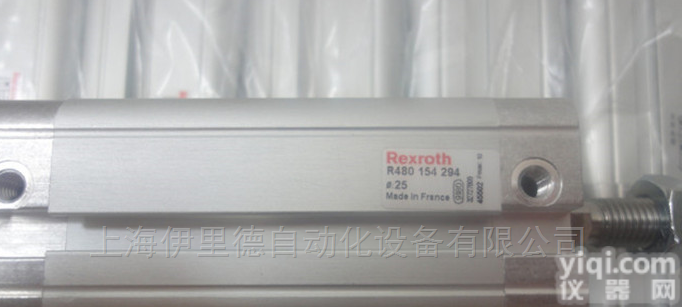 Rexroth
R480 154 294
ø:25
Made in France
上海伊里德自动化设备有限公司
yiqi.com
仪器网